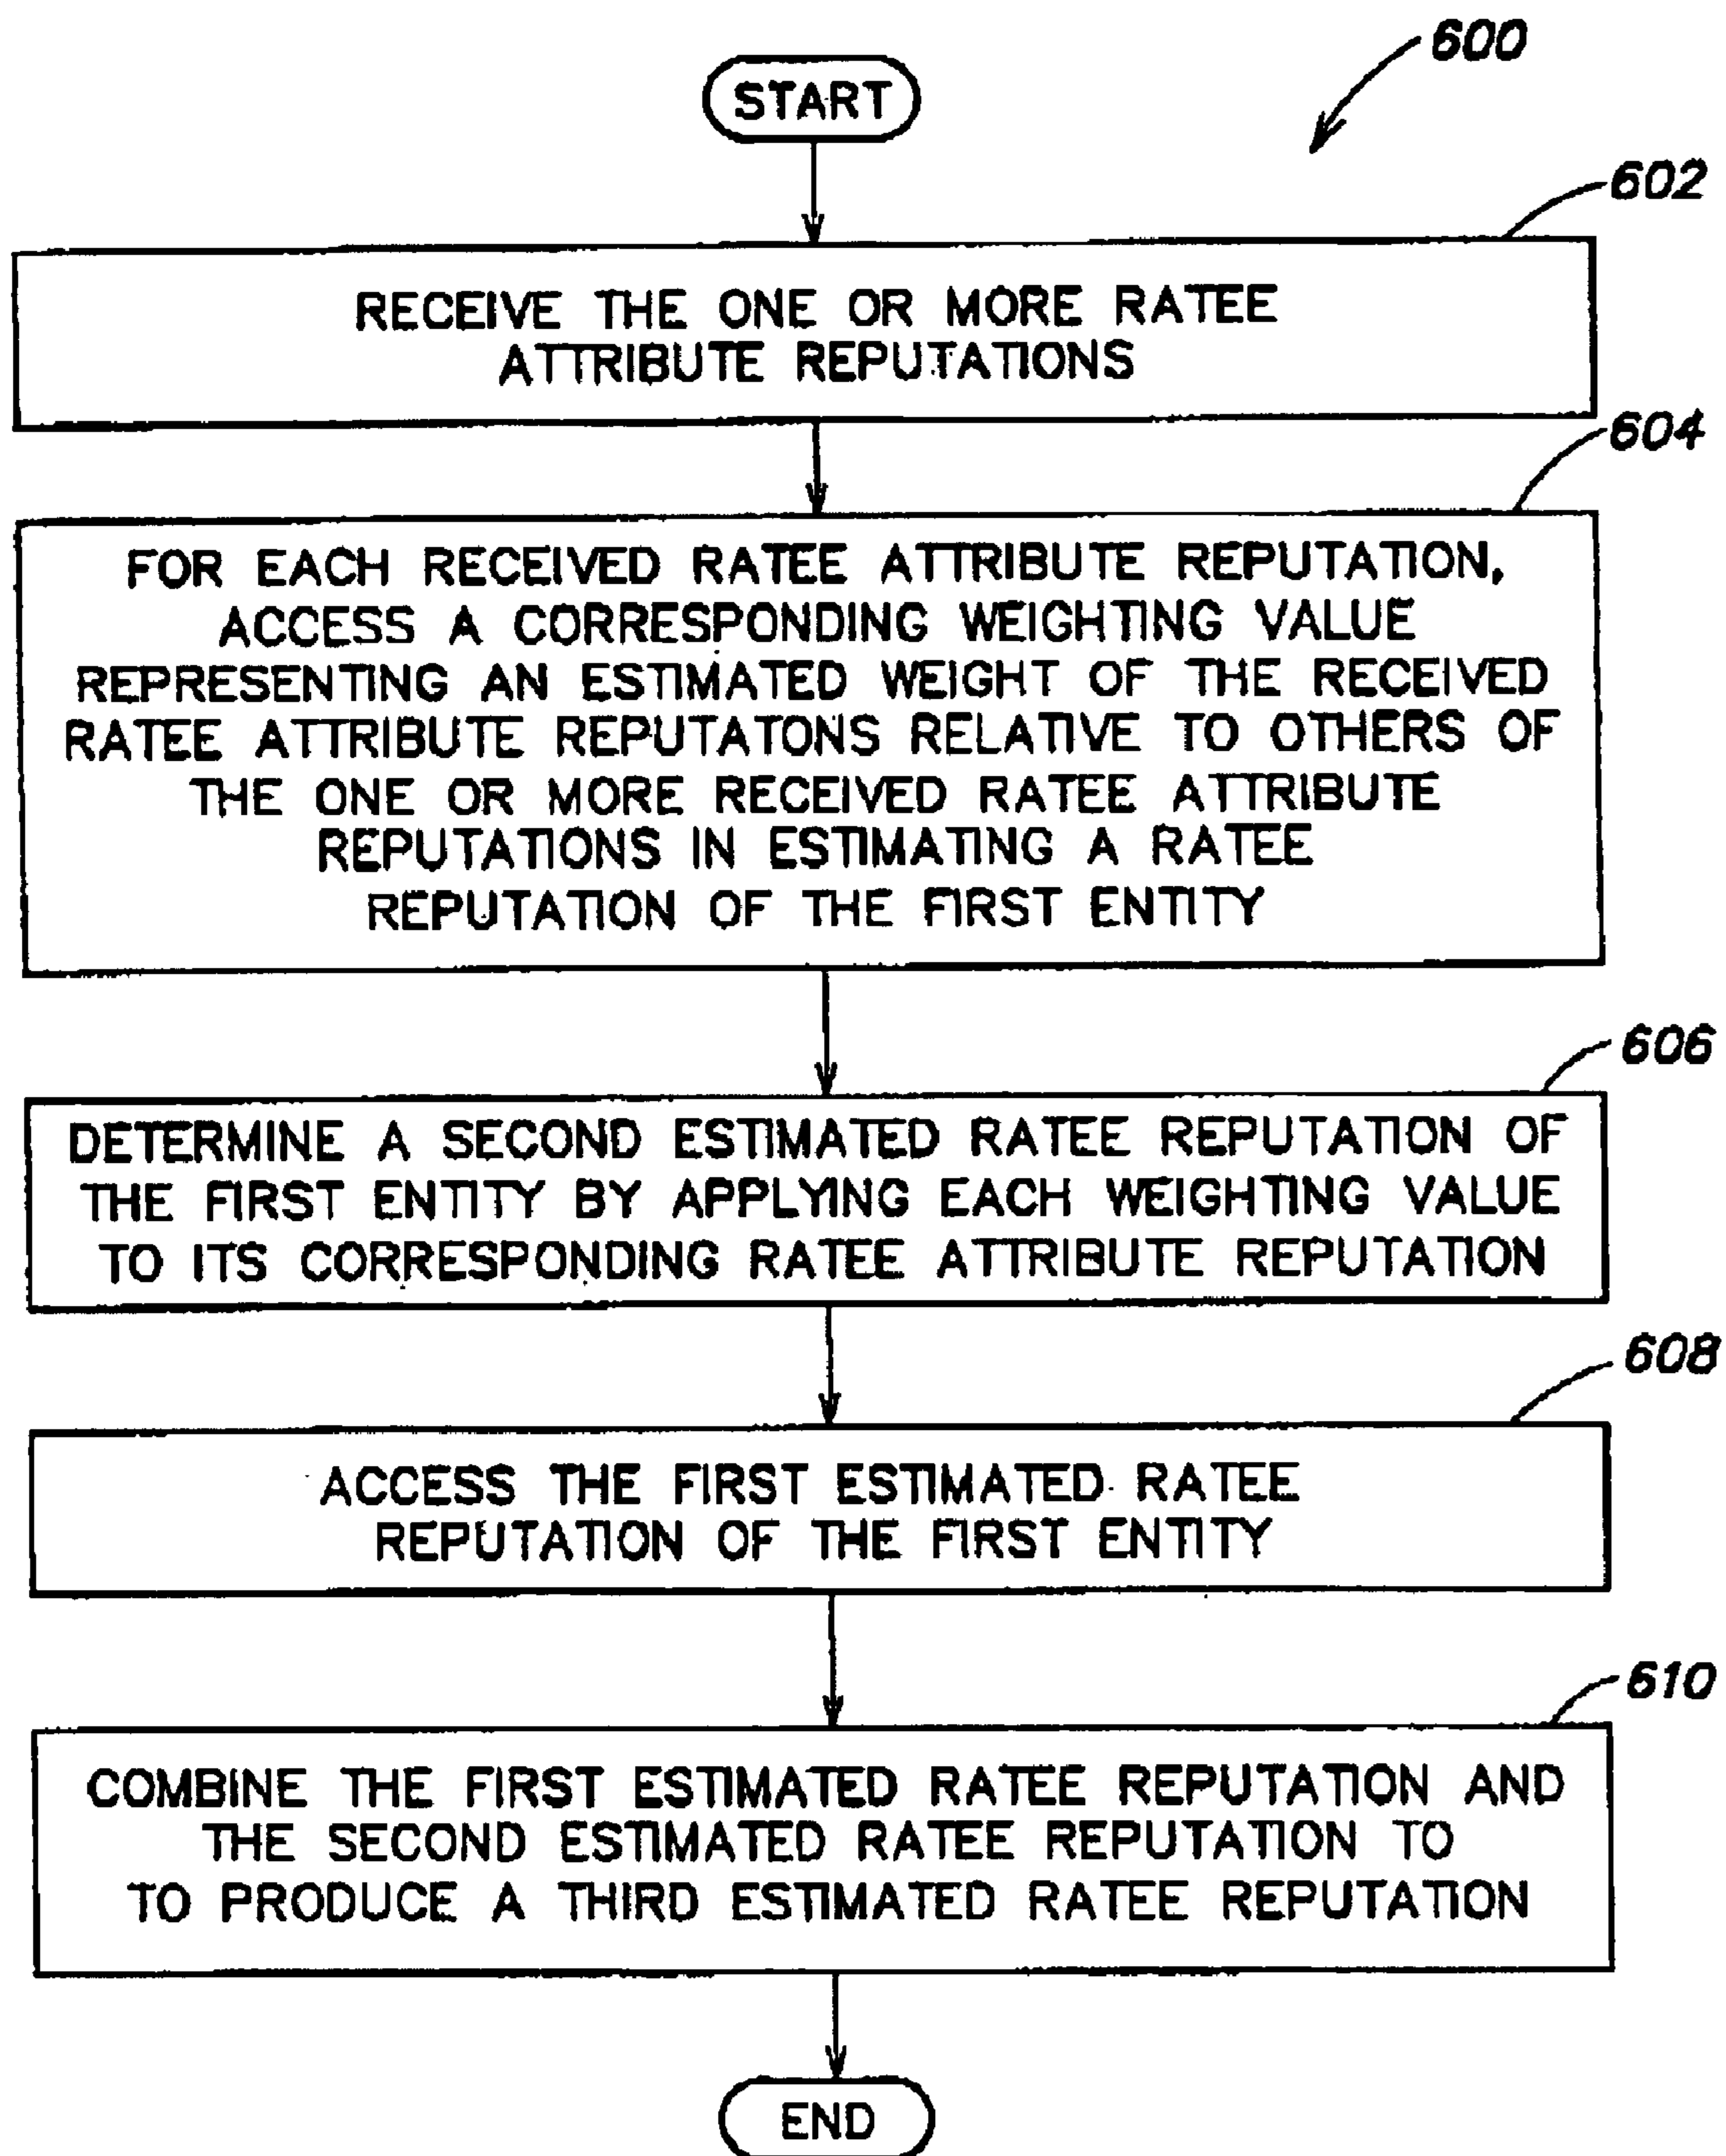 600
START
602
RECEIVE THE ONE OR MORE RATEE
ATTRIBUTE REPUTATIONS
604
FOR EACH RECEIVED RATEE ATTRIBUTE REPUTATION,
ACCESS A CORRESPONDING WEIGHTING VALUE
REPRESENTING AN ESTIMATED WEIGHT OF THE RECEIVED
RATEE ATTRIBUTE REPUTATONS RELATIVE TO OTHERS OF
THE ONE OR MORE RECEIVED RATEE ATTRIBUTE
REPUTATIONS IN ESTIMATING A RATEE
REPUTATION OF THE FIRST ENTITY
606
DETERMINE A SECOND ESTIMATED RATEE REPUTATION OF
THE FIRST ENTITY BY APPLYING EACH WEIGHTING VALUE
TO ITS CORRESPONDING RATEE ATTRIBUTE REPUTATION
608
ACCESS THE FIRST ESTIMATED RATEE
REPUTATION OF THE FIRST ENTITY
610
COMBINE THE FIRST ESTIMATED RATEE REPUTATION AND
THE SECOND ESTIMATED RATEE REPUTATION TO
TO PRODUCE A THIRD ESTIMATED RATEE REPUTATION
END